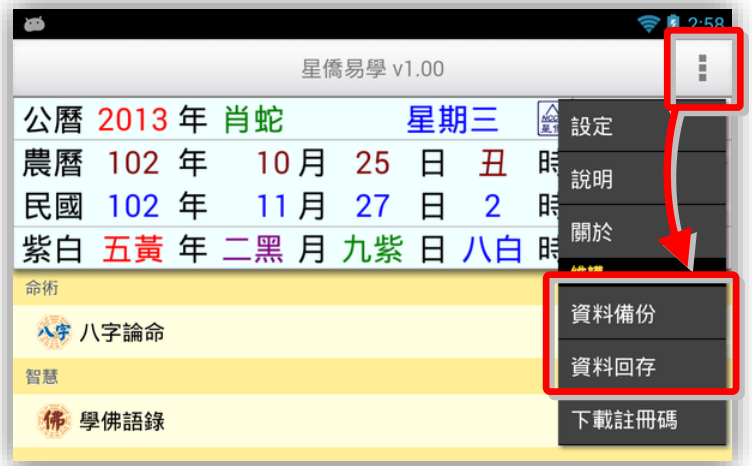 2:58
星僑易學 v1.00
公曆 2013 年 肖蛇 星期三
農曆 102 年 10 月 25 日 丑 時
民國 102 年 11 月 27 日 2 時
紫白 五黃 年 二黑 月 九紫 日 八白 時
設定
說明
關於
資料備份
資料回存
下載註冊碼
命術
八字 八字論命
智慧
佛 學佛語錄